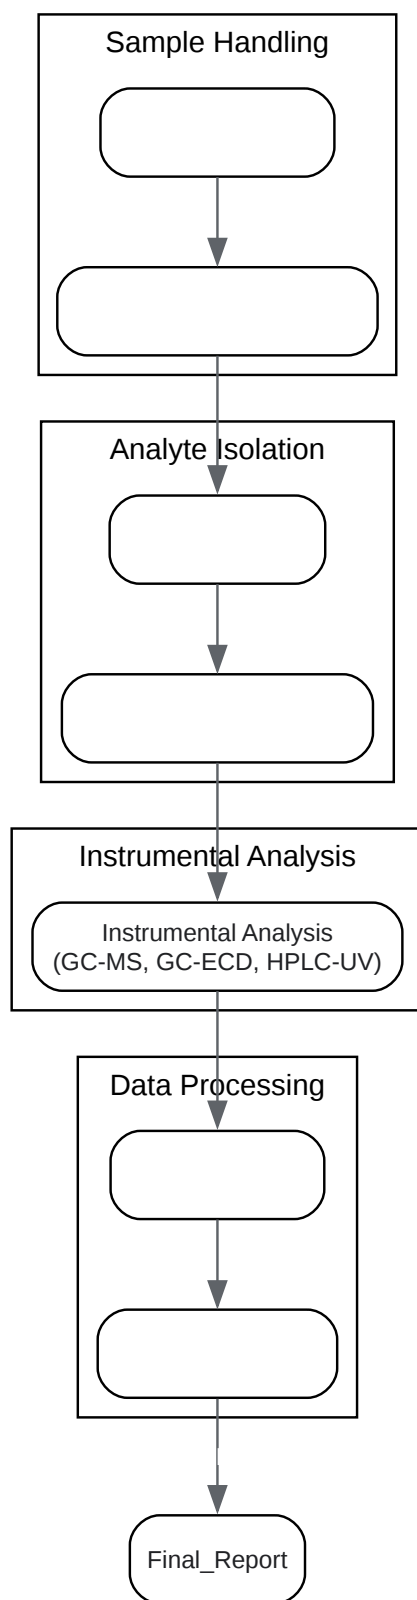 Sample Handling
Analyte Isolation
Instrumental Analysis
Instrumental Analysis
(GC-MS, GC-ECD, HPLC-UV)
Data Processing
Final_Report